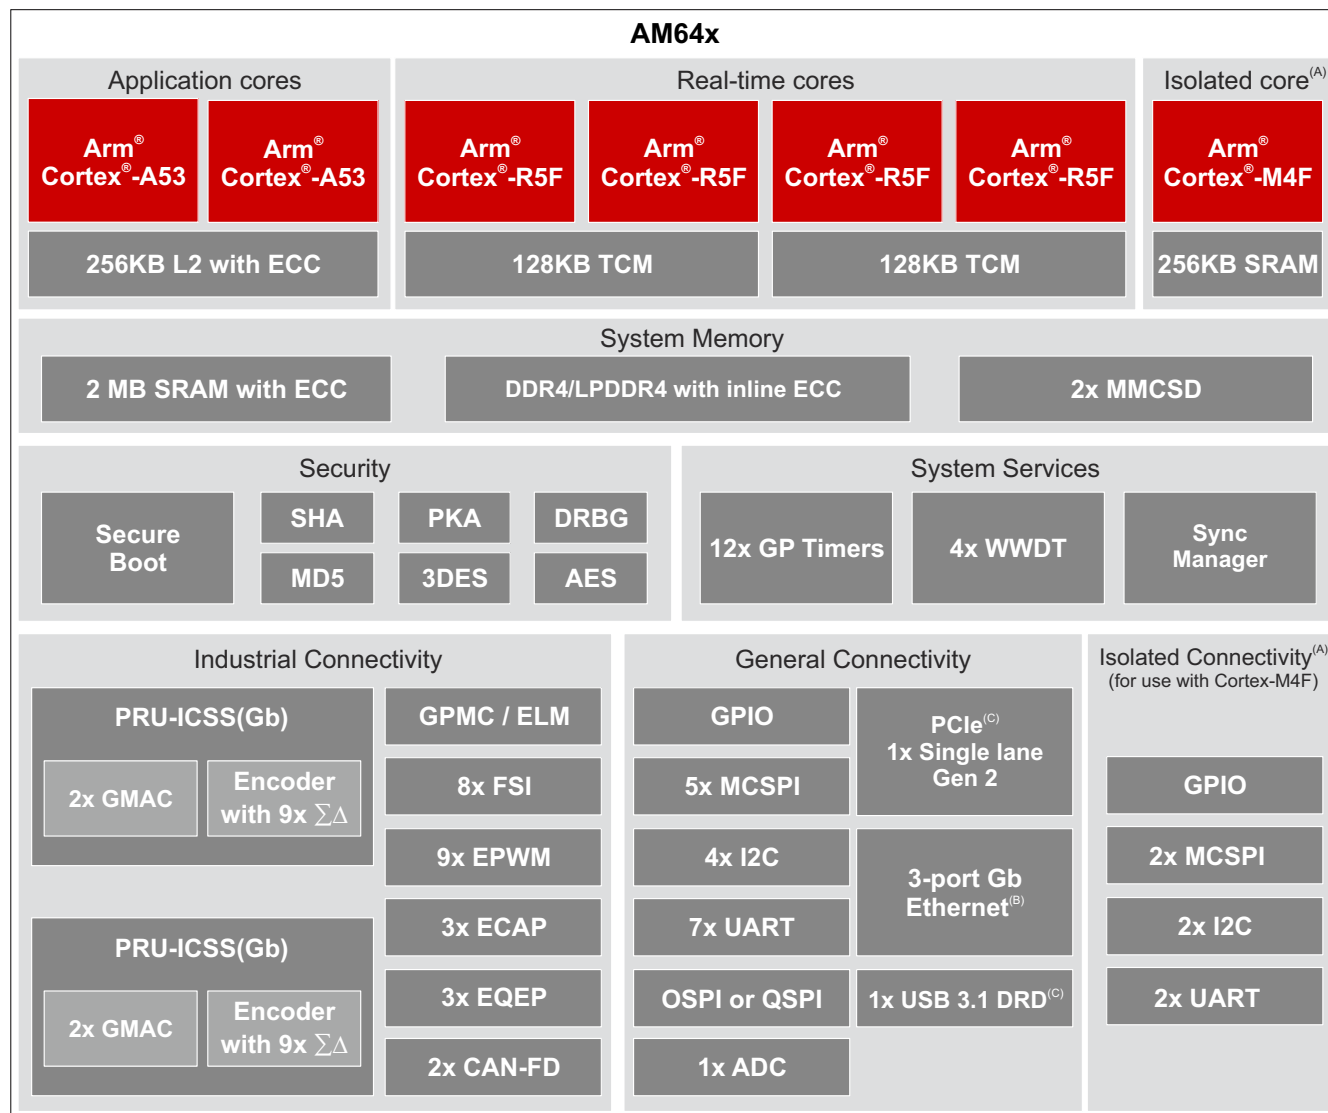 AM64x
Application cores
Arm®
Cortex®-A53
Arm®
Cortex®-A53
256KB L2 with ECC
Real-time cores
Arm®
Cortex®-R5F
Arm®
Cortex®-R5F
Arm®
Cortex®-R5F
Arm®
Cortex®-R5F
128KB TCM
128KB TCM
Isolated core(A)
Arm®
Cortex®-M4F
256KB SRAM
System Memory
2 MB SRAM with ECC
DDR4/LPDDR4 with inline ECC
2x MMCSD
Security
Secure
Boot
SHA
PKA
DRBG
MD5
3DES
AES
System Services
12x GP Timers
4x WWDT
Sync
Manager
Industrial Connectivity
PRU-ICSS(Gb)
2x GMAC
Encoder
with 9x ∑∆
PRU-ICSS(Gb)
2x GMAC
Encoder
with 9x ∑∆
GPMC / ELM
8x FSI
9x EPWM
3x ECAP
3x EQEP
2x CAN-FD
General Connectivity
GPIO
5x MCSPI
4x I2C
7x UART
OSPI or QSPI
1x ADC
PCIe(C)
1x Single lane
Gen 2
3-port Gb
Ethernet(B)
1x USB 3.1 DRD(C)
Isolated Connectivity(A)
(for use with Cortex-M4F)
GPIO
2x MCSPI
2x I2C
2x UART